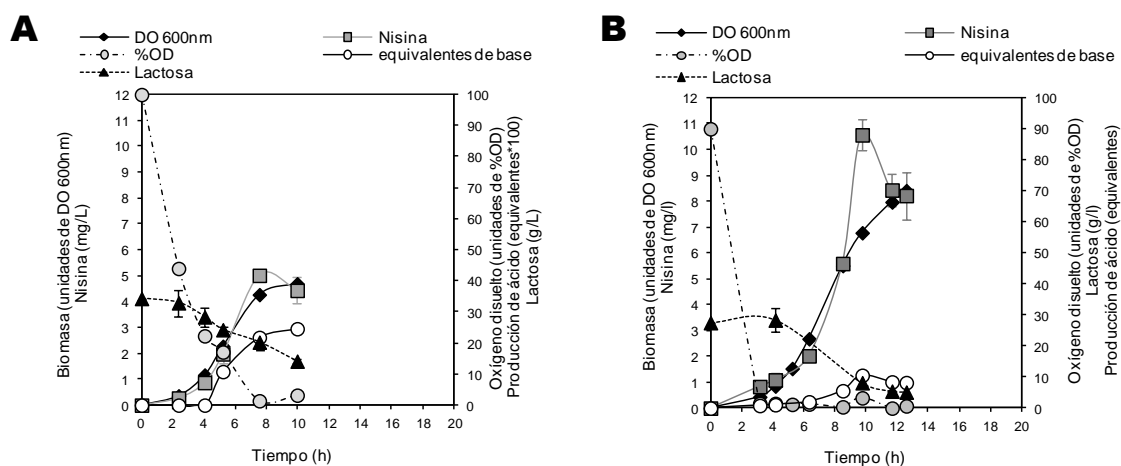 A
DO 600nm
Nisina
%OD
equivalentes de base
Lactosa
12
11
10
9
8
7
6
5
4
3
2
1
0
100
90
80
70
60
50
40
30
20
10
0
0 2 4 6 8 10 12 14 16 18 20
Tiempo (h)
Biomasa (unidades de DO 600nm)
Nisina (mg/L)
Oxígeno disuelto (unidades de %OD)
Producción de ácido (equivalentes*100)
Lactosa (g/L)
B
DO 600nm
Nisina
%OD
equivalentes de base
Lactosa
12
11
10
9
8
7
6
5
4
3
2
1
0
100
90
80
70
60
50
40
30
20
10
0
0 2 4 6 8 10 12 14 16 18 20
Tiempo (h)
Biomasa (unidades de DO 600nm)
Nisina (mg/l)
Oxígeno disuelto (unidades de %OD)
Lactosa (g/l)
Producción de ácido (equivalentes)